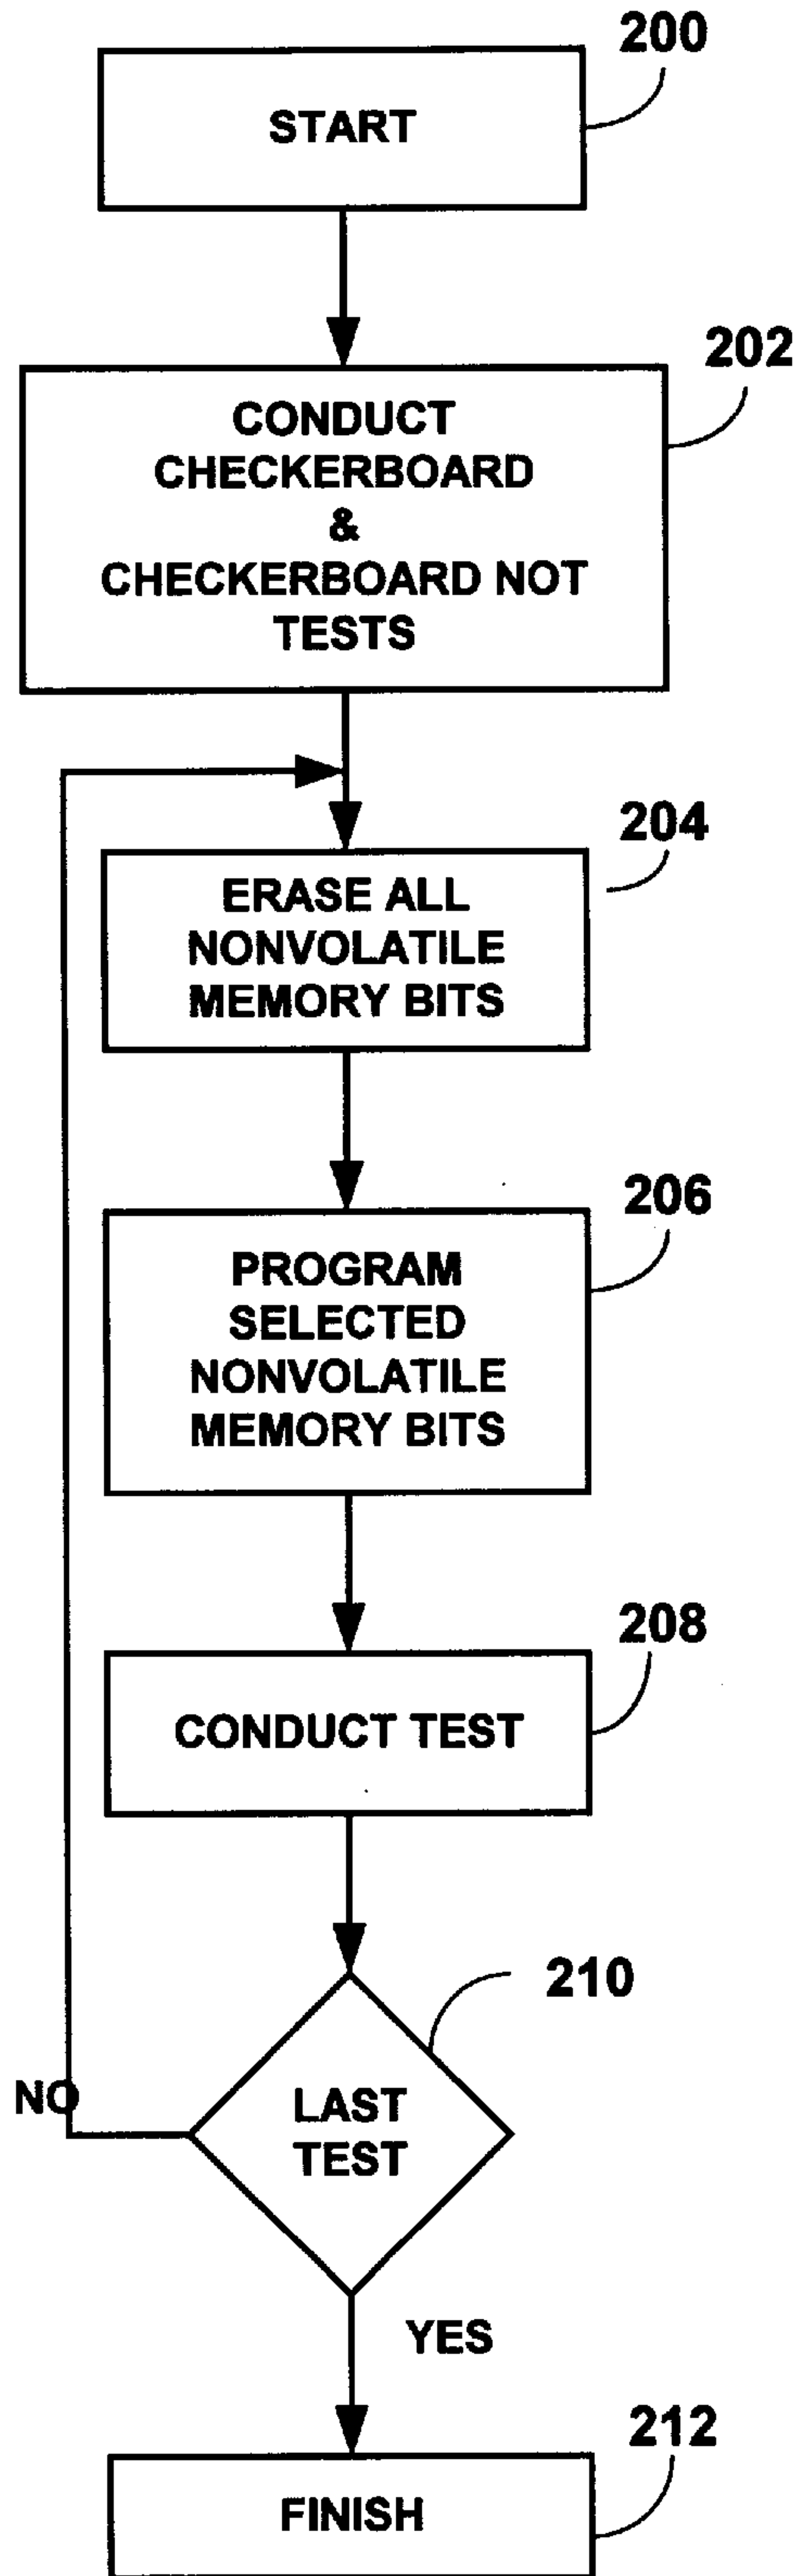 200
START
202
CONDUCT
CHECKERBOARD
&
CHECKERBOARD NOT
TESTS
204
ERASE ALL
NONVOLATILE
MEMORY BITS
206
PROGRAM
SELECTED
NONVOLATILE
MEMORY BITS
208
CONDUCT TEST
210
NO
LAST
TEST
YES
212
FINISH